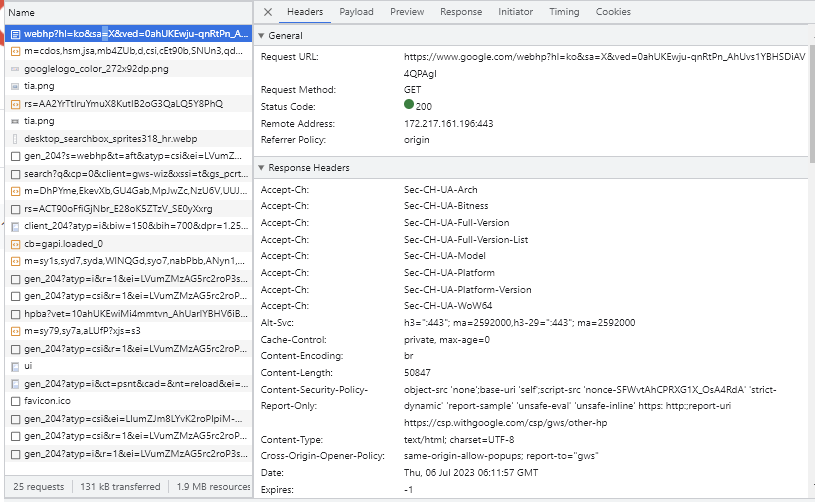 Name
webhp?hl=ko&sa=X&ved=0ahUKEwju-qnRtPn_A...
m=cdos,hsm,jsa,mb4ZUb,d,csi,cEt90b,SNUn3,qd...
googlelogo_color_272x92dp.png
tia.png
rs=AA2YrTtIruYmuX8KutIB2oG3QaLQ5Y8PhQ
tia.png
desktop_searchbox_sprites318_hr.webp
gen_204?s=webhp&t=aft&atyp=csi&ei=LVumZ...
search?q&cp=0&client=gws-wiz&xssi=t&gs_pcrt...
m=DhPYme,EkevXb,GU4Gab,MpJwZc,NzU6V,UUJ...
rs=ACT90oFfiGjNbr_E28oK5ZTzV_SE0yXxrg
client_204?atyp=i&biw=150&bih=700&dpr=1.25...
cb=gapi.loaded_0
m=sy1s,syd7,syda,WlNQGd,syo7,nabPbb,ANyn1,...
gen_204?atyp=i&r=1&ei=LVumZMzAG5rc2roP3s...
gen_204?atyp=csi&r=1&ei=LVumZMzAG5rc2roP...
hpba?vet=10ahUKEwiMi4mmtvn_AhUarlYBHV6iB...
m=sy79,sy7a,aLUfP?xjs=s3
gen_204?atyp=csi&r=1&ei=LVumZMzAG5rc2roP...
ui
gen_204?atyp=i&ct=psnt&cad=&nt=reload&ei=...
favicon.ico
gen_204?atyp=csi&ei=LlumZJm8LYvK2roPlpiM-...
gen_204?atyp=csi&r=1&ei=LVumZMzAG5rc2roP...
gen_204?atyp=i&r=1&ei=LVumZMzAG5rc2roP3s...
25 requests 131 kB transferred 1.9 MB resources
Headers Payload Preview Response Initiator Timing Cookies
General
Request URL: https://www.google.com/webhp?hl=ko&sa=X&ved=0ahUKEwju-qnRtPn_AhUvs1YBHSDiAV
4QPAgI
Request Method: GET
Status Code: 200
Remote Address: 172.217.161.196:443
Referrer Policy: origin
Response Headers
Accept-Ch: Sec-CH-UA-Arch
Accept-Ch: Sec-CH-UA-Bitness
Accept-Ch: Sec-CH-UA-Full-Version
Accept-Ch: Sec-CH-UA-Full-Version-List
Accept-Ch: Sec-CH-UA-Model
Accept-Ch: Sec-CH-UA-Platform
Accept-Ch: Sec-CH-UA-Platform-Version
Accept-Ch: Sec-CH-UA-WoW64
Alt-Svc: h3=":443"; ma=2592000,h3-29=":443"; ma=2592000
Cache-Control: private, max-age=0
Content-Encoding: br
Content-Length: 50847
Content-Security-Policy- object-src 'none';base-uri 'self';script-src 'nonce-SFWvtAhCPRXG1X_OsA4RdA' 'strict-
Report-Only: dynamic' 'report-sample' 'unsafe-eval' 'unsafe-inline' https: http:;report-uri
https://csp.withgoogle.com/csp/gws/other-hp
Content-Type: text/html; charset=UTF-8
Cross-Origin-Opener-Policy: same-origin-allow-popups; report-to="gws"
Date: Thu, 06 Jul 2023 06:11:57 GMT
Expires: -1